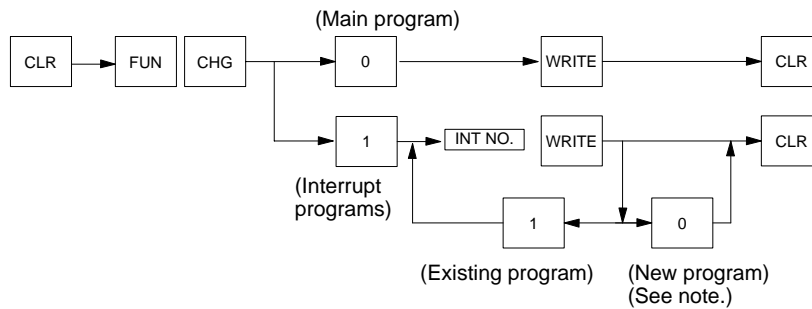 (Main program)
CLR FUN CHG 0 WRITE CLR
1 INT NO. WRITE CLR
(Interrupt
programs)
1 0
(Existing program) (New program)
(See note.)